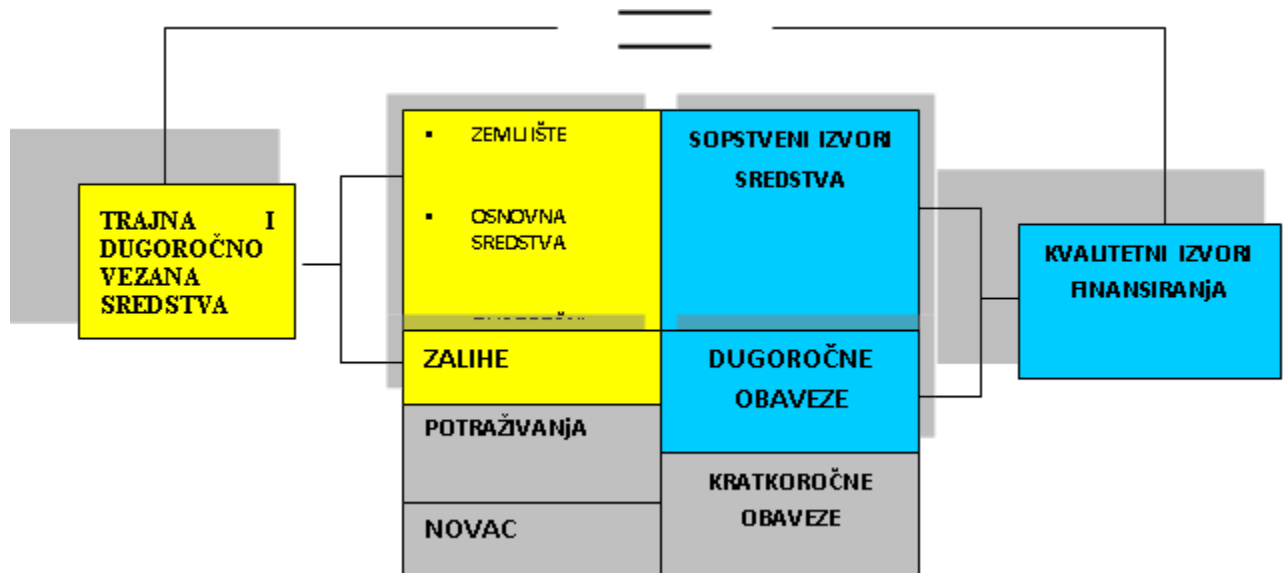 TRAJNA I
DUGOROČNO
VEZANA
SREDSTVA
▪ ZEMLJIŠTE
▪ OSNOVNA
SREDSTVA
ZALIHE
POTRAŽIVANjA
NOVAC
SOPSTVENI IZVORI
SREDSTVA
DUGOROČNE
OBAVEZE
KRATKOROČNE
OBAVEZE
KVALITETNI IZVORI
FINANSIRANjA